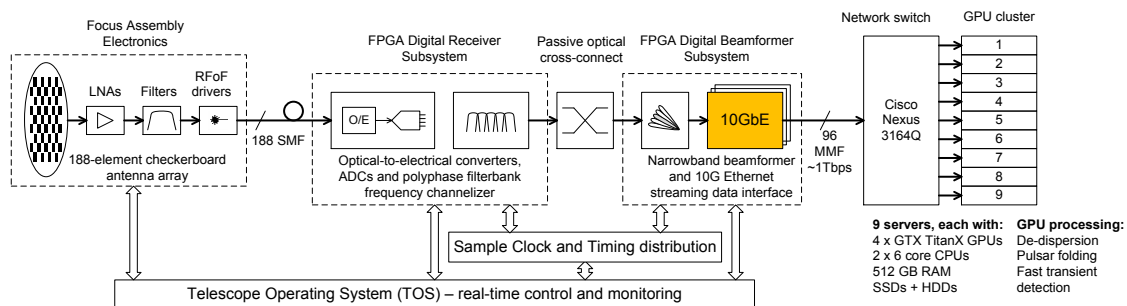 Focus Assembly
Electronics
LNAs
Filters
RFoF
drivers
188-element checkerboard
antenna array
188 SMF
FPGA Digital Receiver
Subsystem
O/E
Optical-to-electrical converters,
ADCs and polyphase filterbank
frequency channelizer
Passive optical
cross-connect
FPGA Digital Beamformer
Subsystem
10GbE
Narrowband beamformer
and 10G Ethernet
streaming data interface
96
MMF
~1Tbps
Network switch
Cisco
Nexus
3164Q
GPU cluster
1
2
3
4
5
6
7
8
9
9 servers, each with:
4 x GTX TitanX GPUs
2 x 6 core CPUs
512 GB RAM
SSDs + HDDs
GPU processing:
De-dispersion
Pulsar folding
Fast transient
detection
Sample Clock and Timing distribution
Telescope Operating System (TOS) – real-time control and monitoring